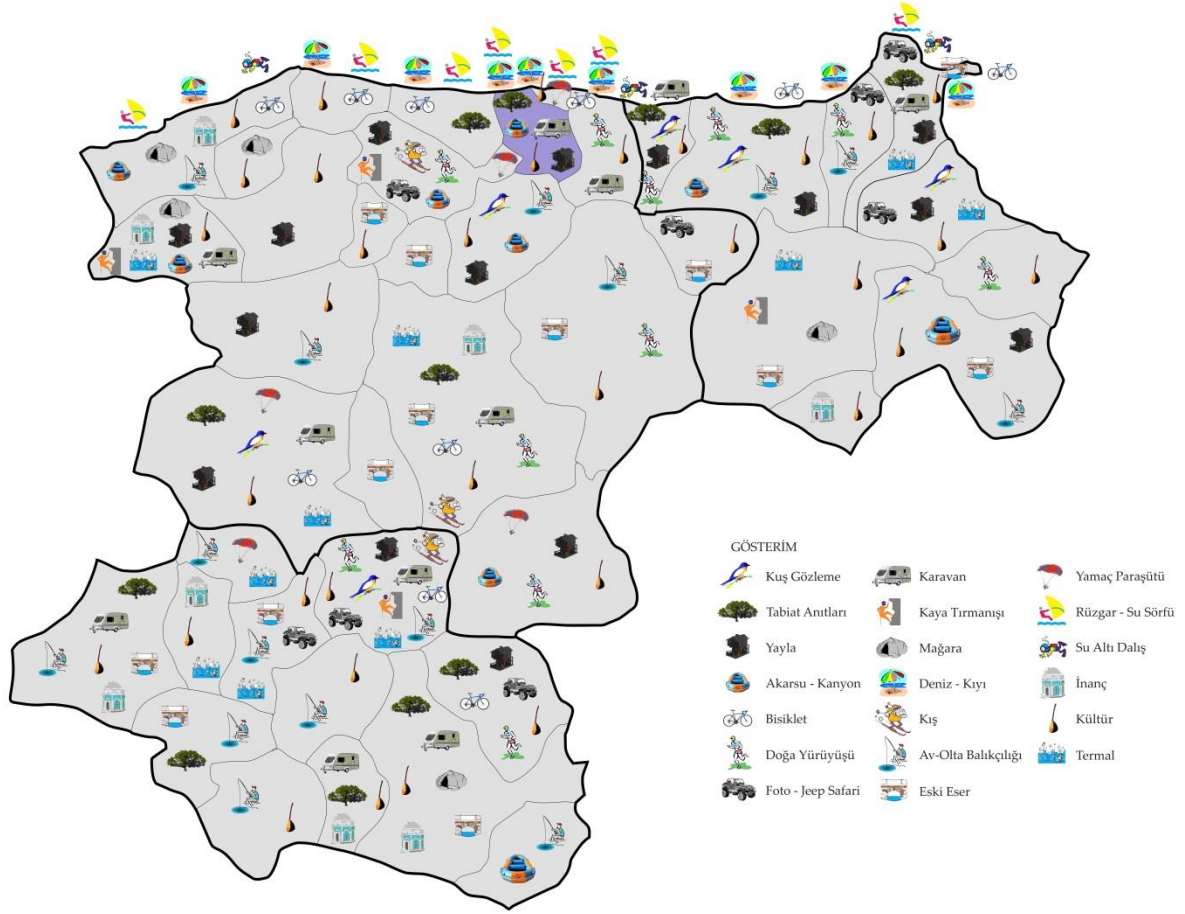 GÖSTERİM
Kuş Gözleme
Tabiat Anıtları
Yayla
Akarsu - Kanyon
Bisiklet
Doğa Yürüyüşü
Foto - Jeep Safari
Karavan
Kaya Tırmanışı
Mağara
Deniz - Kıyı
Kış
Av-Olta Balıkçılığı
Eski Eser
Yamaç Paraşütü
Rüzgar - Su Sörfü
Su Altı Dalış
İnanç
Kültür
Termal